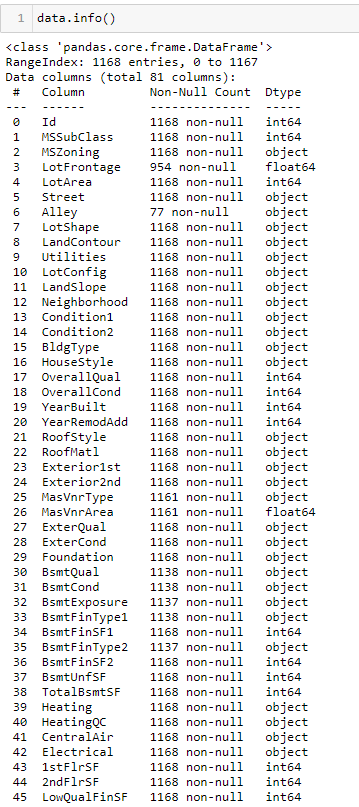 1 data.info()
<class 'pandas.core.frame.DataFrame'>
RangeIndex: 1168 entries, 0 to 1167
Data columns (total 81 columns):
 #   Column         Non-Null Count  Dtype
---  ------         --------------  -----
 0   Id             1168 non-null   int64
 1   MSSubClass     1168 non-null   int64
 2   MSZoning       1168 non-null   object
 3   LotFrontage    954 non-null    float64
 4   LotArea        1168 non-null   int64
 5   Street         1168 non-null   object
 6   Alley          77 non-null     object
 7   LotShape       1168 non-null   object
 8   LandContour    1168 non-null   object
 9   Utilities      1168 non-null   object
 10  LotConfig      1168 non-null   object
 11  LandSlope      1168 non-null   object
 12  Neighborhood   1168 non-null   object
 13  Condition1     1168 non-null   object
 14  Condition2     1168 non-null   object
 15  BldgType       1168 non-null   object
 16  HouseStyle     1168 non-null   object
 17  OverallQual    1168 non-null   int64
 18  OverallCond    1168 non-null   int64
 19  YearBuilt      1168 non-null   int64
 20  YearRemodAdd   1168 non-null   int64
 21  RoofStyle      1168 non-null   object
 22  RoofMatl       1168 non-null   object
 23  Exterior1st    1168 non-null   object
 24  Exterior2nd    1168 non-null   object
 25  MasVnrType     1161 non-null   object
 26  MasVnrArea     1161 non-null   float64
 27  ExterQual      1168 non-null   object
 28  ExterCond      1168 non-null   object
 29  Foundation     1168 non-null   object
 30  BsmtQual       1138 non-null   object
 31  BsmtCond       1138 non-null   object
 32  BsmtExposure   1137 non-null   object
 33  BsmtFinType1   1138 non-null   object
 34  BsmtFinSF1     1168 non-null   int64
 35  BsmtFinType2   1137 non-null   object
 36  BsmtFinSF2     1168 non-null   int64
 37  BsmtUnfSF      1168 non-null   int64
 38  TotalBsmtSF    1168 non-null   int64
 39  Heating        1168 non-null   object
 40  HeatingQC      1168 non-null   object
 41  CentralAir     1168 non-null   object
 42  Electrical     1168 non-null   object
 43  1stFlrSF       1168 non-null   int64
 44  2ndFlrSF       1168 non-null   int64
 45  LowQualFinSF   1168 non-null   int64